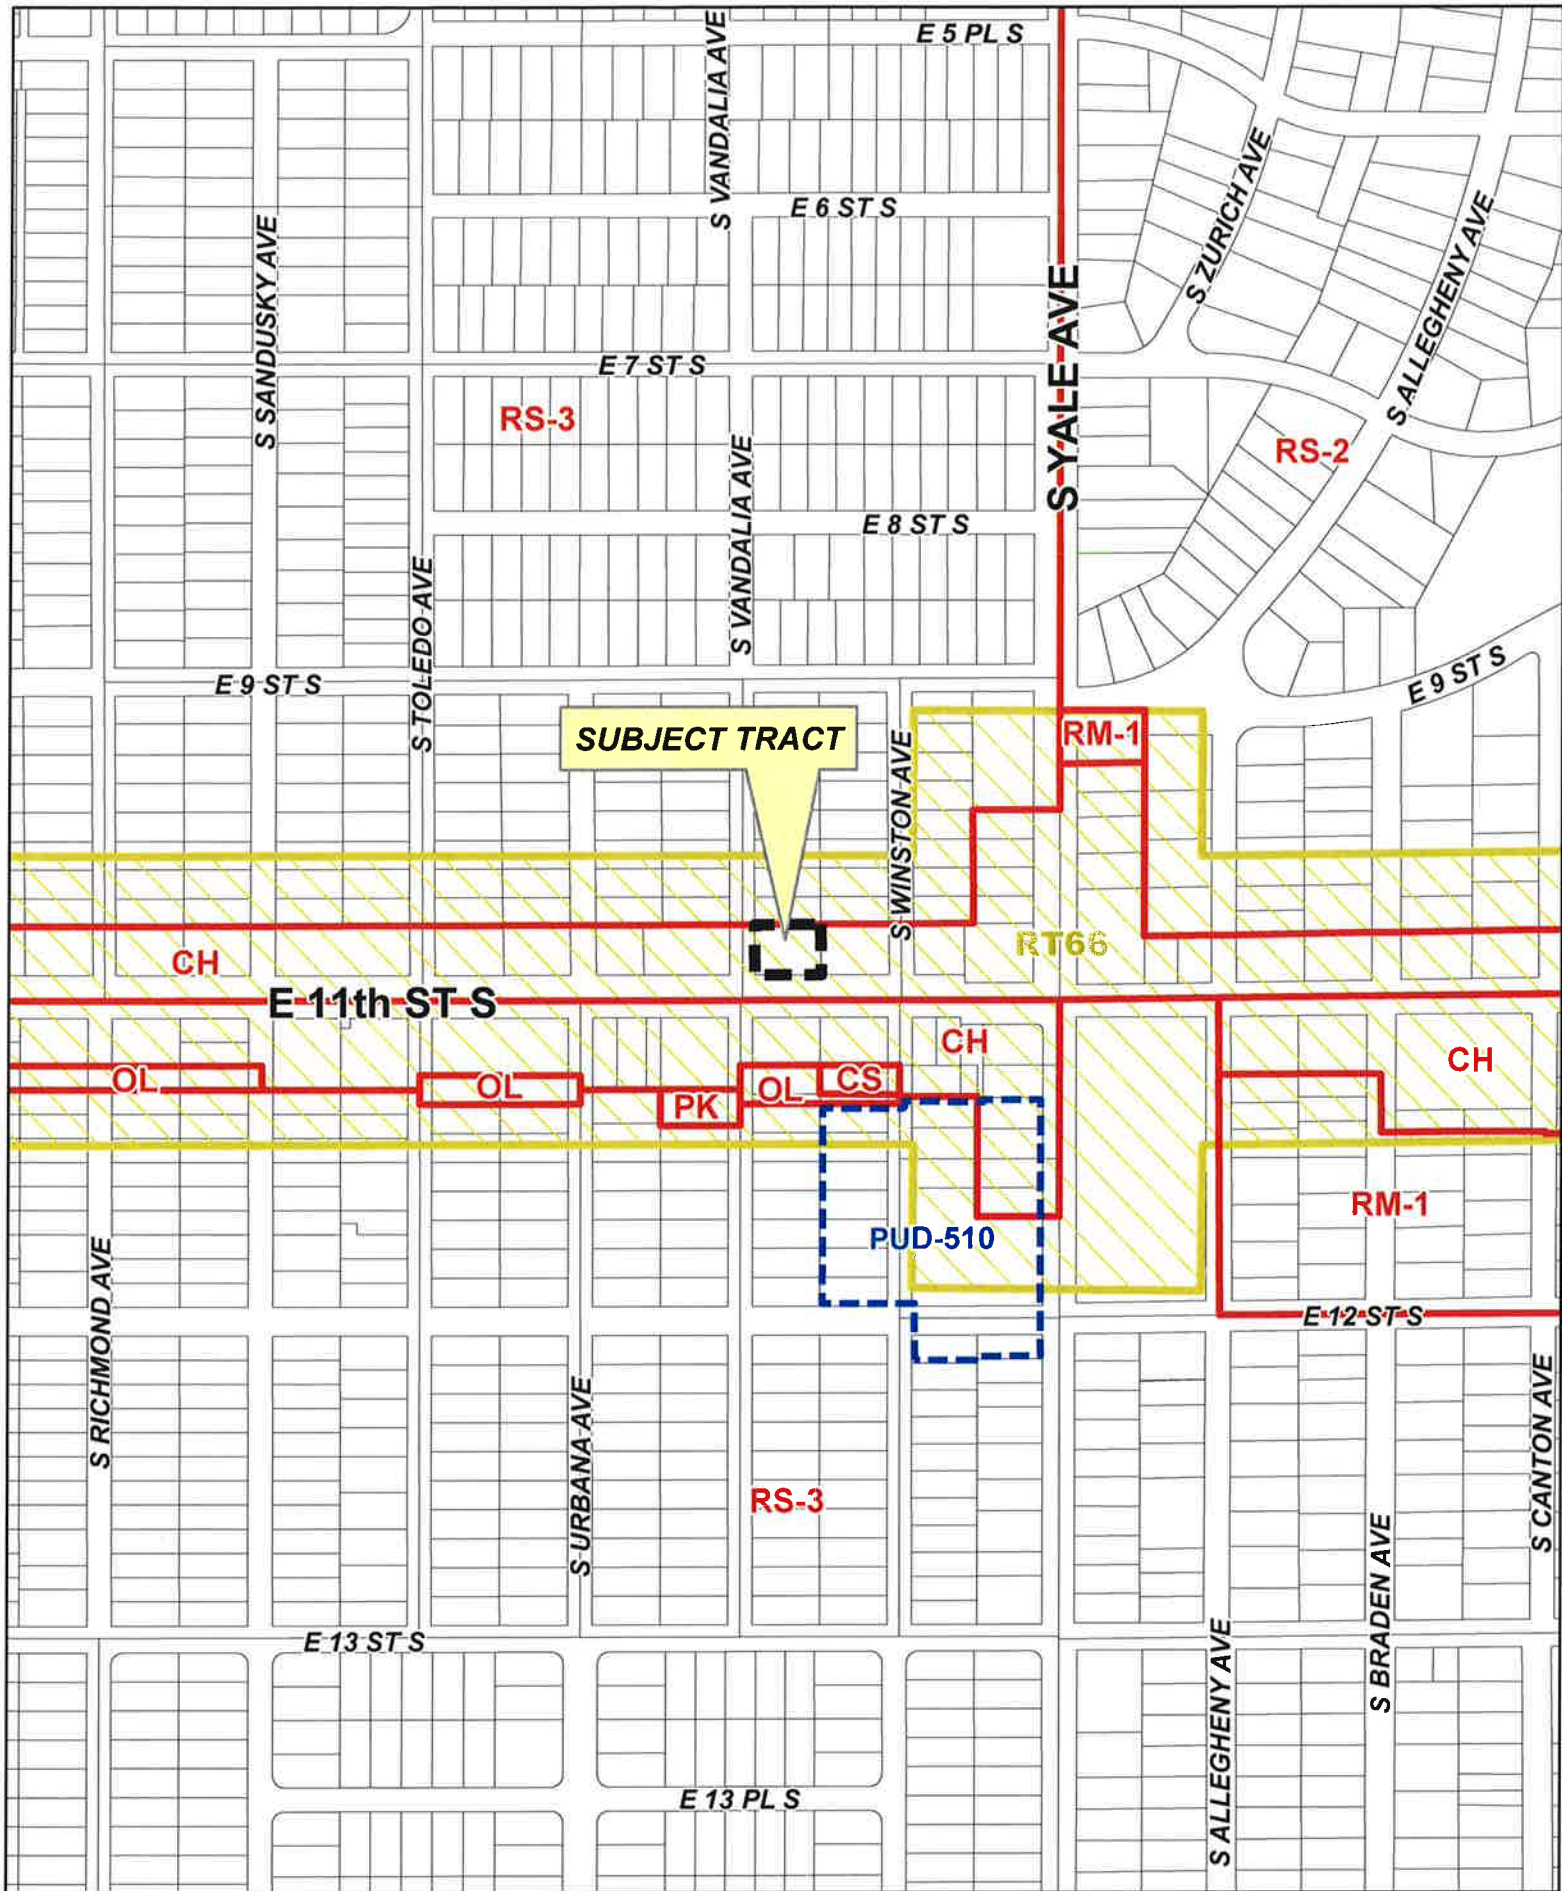 E 5 PL S
S VANDALIA AVE
E 6 ST S
S ZURICH AVE
S ALLEGHENY AVE
S SANDUSKY AVE
S YALE AVE
E 7 ST S
RS-3
RS-2
S VANDALIA AVE
E 8 ST S
S TOLEDO AVE
E 9 ST S
E 9 ST S
SUBJECT TRACT
RM-1
S WINSTON AVE
RT66
CH
E 11th ST S
CH
CH
OL
OL
OL
CS
PK
RM-1
PUD-510
E 12 ST S
S RICHMOND AVE
S URBANA AVE
S CANTON AVE
RS-3
S BRADEN AVE
S ALLEGHENY AVE
E 13 ST S
E 13 PL S